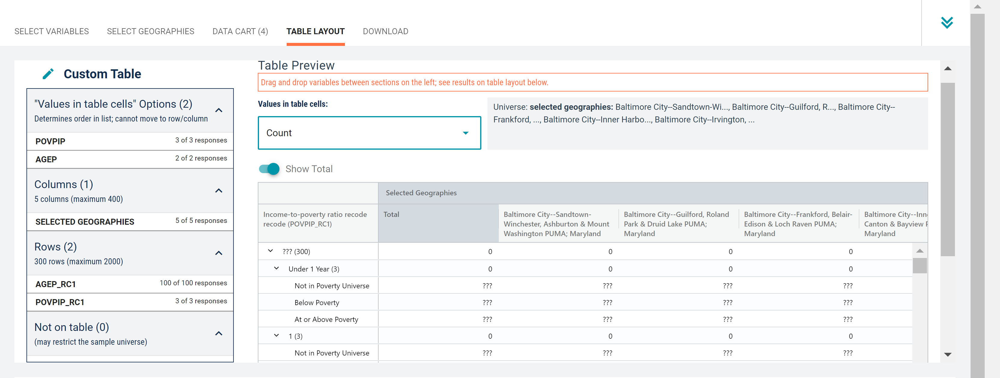 SELECT VARIABLES SELECT GEOGRAPHIES DATA CART (4) TABLE LAYOUT DOWNLOAD
Custom Table
"Values in table cells" Options (2)
Determines order in list; cannot move to row/column
POVPIP 3 of 3 responses
AGEP 2 of 2 responses
Columns (1)
5 columns (maximum 400)
SELECTED GEOGRAPHIES 5 of 5 responses
Rows (2)
300 rows (maximum 2000)
AGEP_RC1 100 of 100 responses
POVPIP_RC1 3 of 3 responses
Not on table (0)
(may restrict the sample universe)
Table Preview
Drag and drop variables between sections on the left; see results on table layout below.
Values in table cells:
Count
Universe: selected geographies: Baltimore City--Sandtown-Wi..., Baltimore City--Guilford, R..., Baltimore City--
Frankford, ..., Baltimore City--Inner Harbo..., Baltimore City--Irvington, ...
Show Total
Selected Geographies
Income-to-poverty ratio recode
recode (POVPIP_RC1)
Total
Baltimore City--Sandtown-
Winchester, Ashburton & Mount
Washington PUMA; Maryland
Baltimore City--Guilford, Roland
Park & Druid Lake PUMA;
Maryland
Baltimore City--Frankford, Belair-
Edison & Loch Raven PUMA;
Maryland
Baltimore City--Inn
Canton & Bayview
Maryland
??? (300) 0 0 0 0
Under 1 Year (3) 0 0 0 0
Not in Poverty Universe ??? ??? ??? ???
Below Poverty ??? ??? ??? ???
At or Above Poverty ??? ??? ??? ???
1 (3) 0 0 0 0
Not in Poverty Universe ??? ??? ??? ???